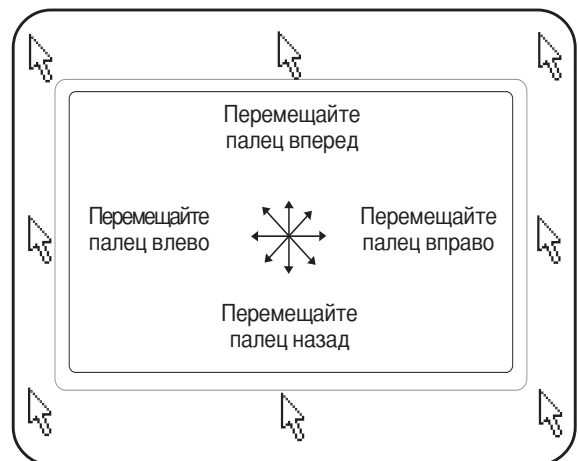 Перемещайте
палец вперед
Перемещайте
палец влево
Перемещайте
палец вправо
Перемещайте
палец назад